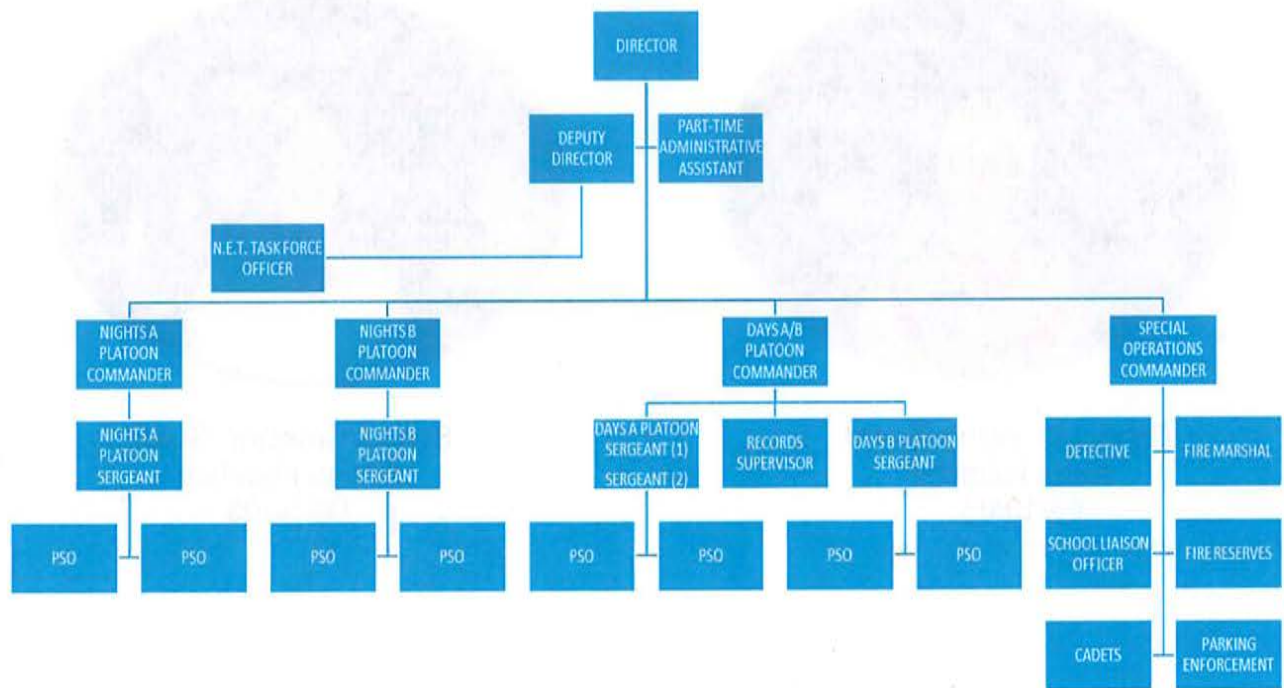 DIRECTOR
DEPUTY
DIRECTOR
PART-TIME
ADMINISTRATIVE
ASSISTANT
N.E.T. TASK FORCE
OFFICER
NIGHTS A
PLATOON
COMMANDER
NIGHTS B
PLATOON
COMMANDER
DAYS A/B
PLATOON
COMMANDER
SPECIAL
OPERATIONS
COMMANDER
NIGHTS A
PLATOON
SERGEANT
NIGHTS B
PLATOON
SERGEANT
DAYS A PLATOON
SERGEANT (1)
SERGEANT (2)
RECORDS
SUPERVISOR
DAYS B PLATOON
SERGEANT
DETECTIVE
FIRE MARSHAL
PSO
PSO
PSO
PSO
PSO
PSO
PSO
PSO
SCHOOL LIAISON
OFFICER
FIRE RESERVES
CADETS
PARKING
ENFORCEMENT